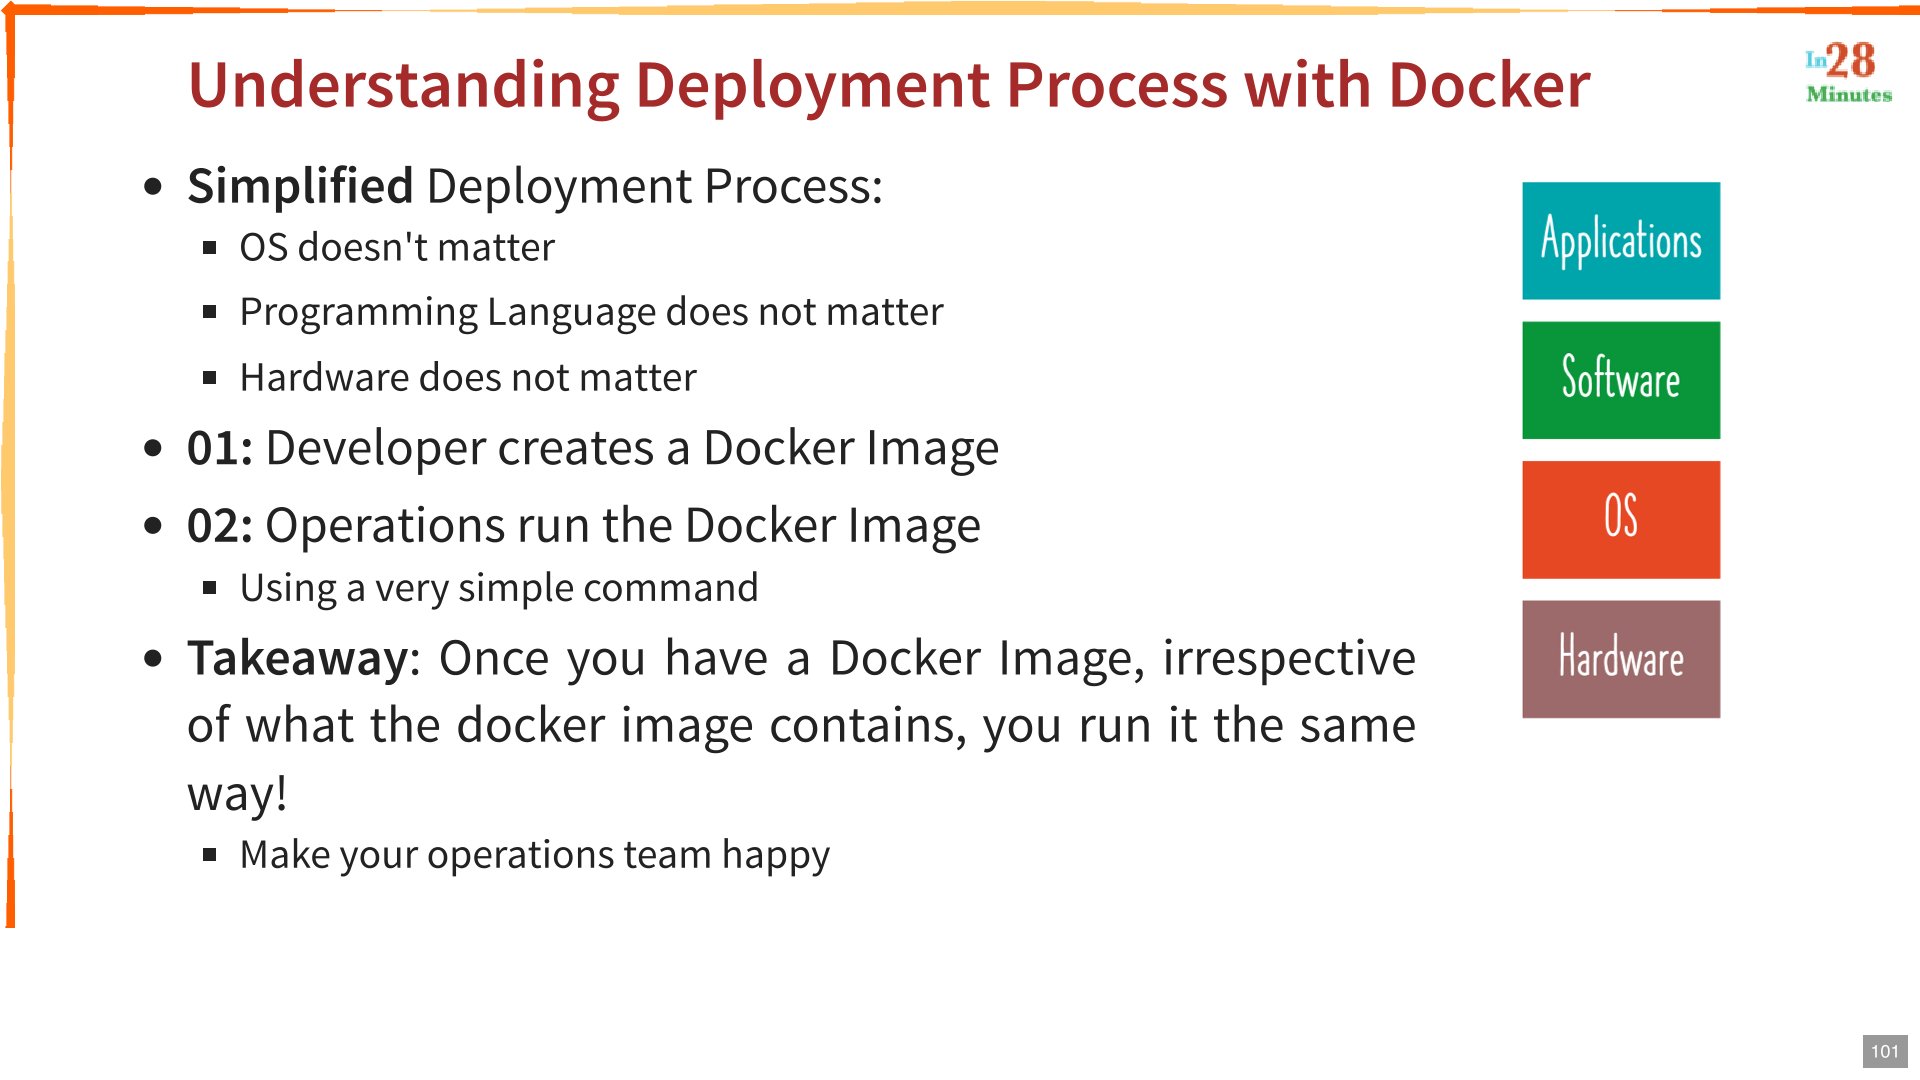 Understanding Deployment Process with Docker
In28
Minutes
Simplified Deployment Process:
OS doesn't matter
Programming Language does not matter
Hardware does not matter
01: Developer creates a Docker Image
02: Operations run the Docker Image
Using a very simple command
Takeaway: Once you have a Docker Image, irrespective
of what the docker image contains, you run it the same
way!
Make your operations team happy
Applications
Software
OS
Hardware
101